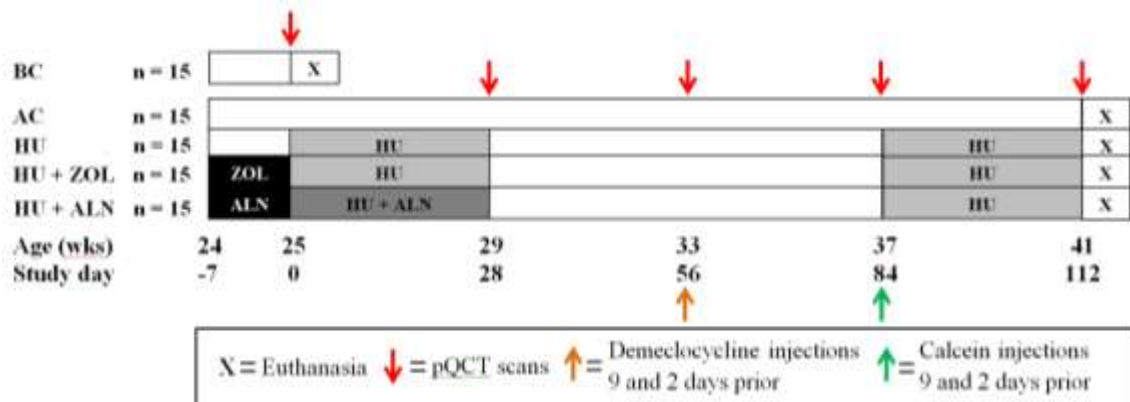 BC n = 15 X
AC n = 15 X
HU n = 15 HU HU X
HU + ZOL n = 15 ZOL HU HU X
HU + ALN n = 15 ALN HU + ALN HU X
Age (wks) 24 25 29 33 37 41
Study day -7 0 28 56 84 112
X = Euthanasia = pQCT scans = Demeclocycline injections 9 and 2 days prior = Calcein injections 9 and 2 days prior